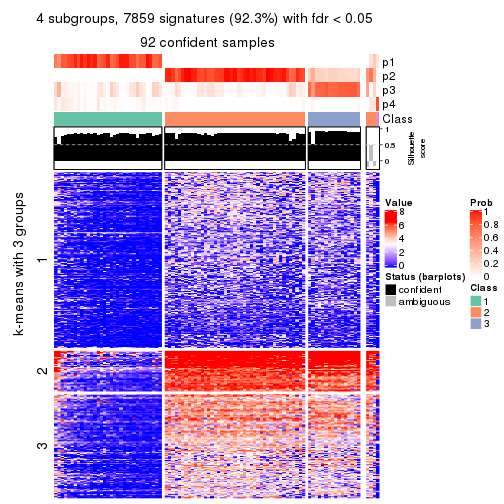 4 subgroups, 7859 signatures (92.3%) with fdr < 0.05
92 confident samples
p1
p2
p3
p4
Class
1
0.5
0
Silhouette
score
k-means with 3 groups
1
2
3
Value
8
6
4
2
0
Status (barplots)
confident
ambiguous
Prob
1
0.8
0.6
0.4
0.2
0
Class
1
2
3